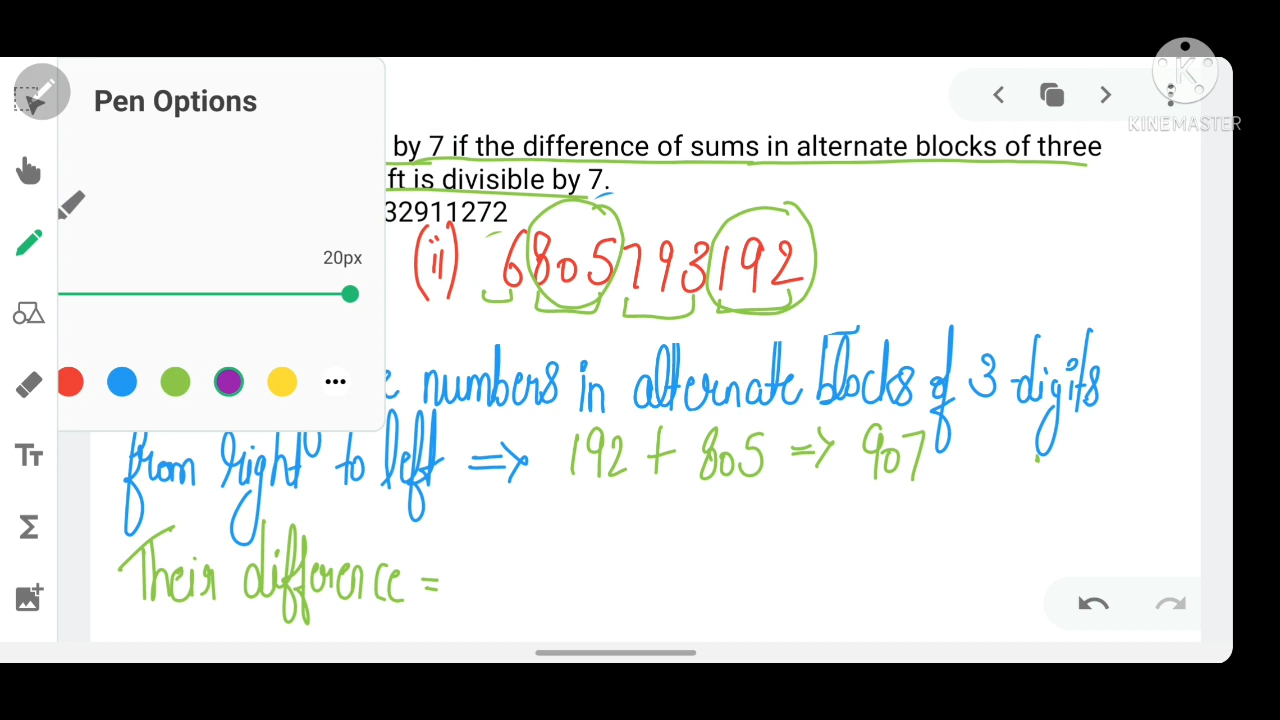 Pen Options
KINEMASTER
by 7 if the difference of sums in alternate blocks of three
ft is divisible by 7.
32911272
(ii) 6805793192
20px
numbers in alternate blocks of 3 digits
from right to left => 192 + 805 => 907
Their difference =
Tт
Σ